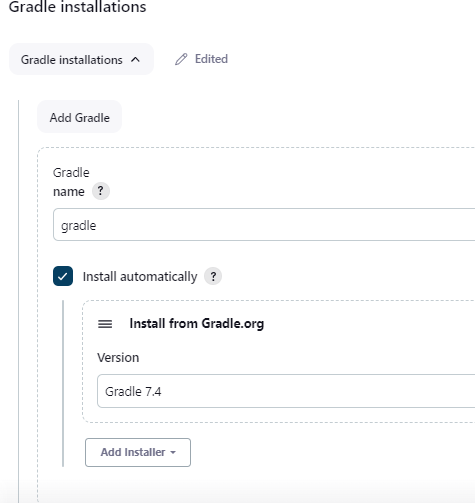 Gradle installations
Gradle installations
Edited
Add Gradle
Gradle
name ?
gradle
Install automatically ?
Install from Gradle.org
Version
Gradle 7.4
Add Installer